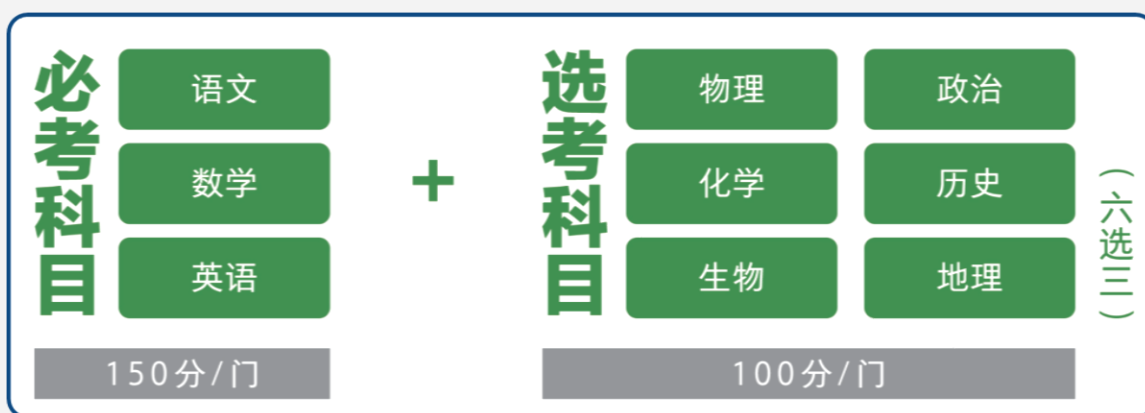 必考科目
语文
数学
英语
150分/门
+
选考科目
物理
政治
化学
历史
生物
地理
（六选三）
100分/门